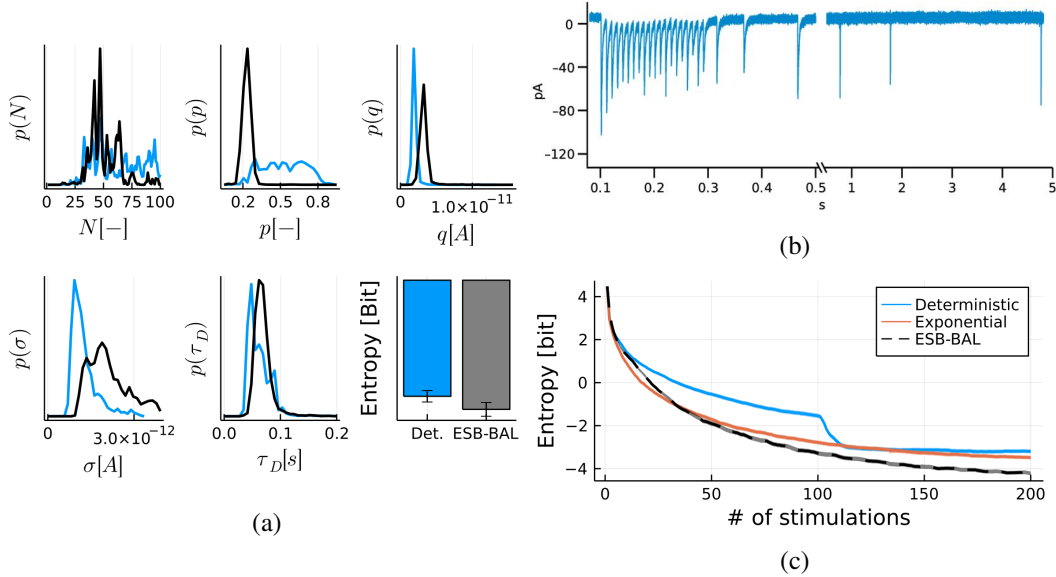 p(N)
0 25 50 75 100
N[−]
p(p)
0.2 0.5 0.8
p[−]
p(q)
0 1.0×10⁻¹¹
q[A]
p(σ)
0 3.0×10⁻¹²
σ[A]
p(τ_D)
0.0 0.1 0.2
τ_D[s]
Entropy [Bit]
Det. ESB-BAL
(a)
pA
0
−40
−80
−120
0.1 0.2 0.3 0.4 0.5 1 2 3 4 5
s
(b)
Entropy [bit]
4
2
0
−2
−4
Deterministic
Exponential
ESB-BAL
0 50 100 150 200
# of stimulations
(c)